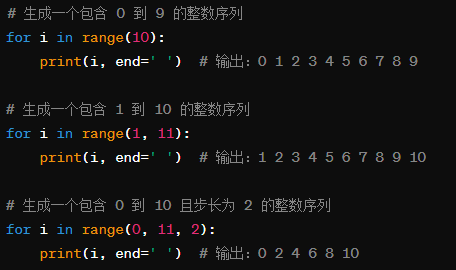 # 生成一个包含 0 到 9 的整数序列
for i in range(10):
    print(i, end=' ')  # 输出：0 1 2 3 4 5 6 7 8 9
# 生成一个包含 1 到 10 的整数序列
for i in range(1, 11):
    print(i, end=' ')  # 输出：1 2 3 4 5 6 7 8 9 10
# 生成一个包含 0 到 10 且步长为 2 的整数序列
for i in range(0, 11, 2):
    print(i, end=' ')  # 输出：0 2 4 6 8 10